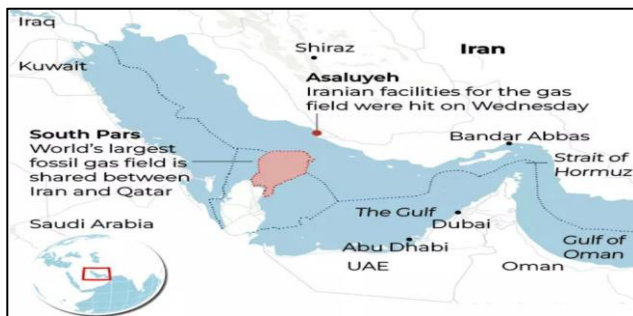 Iraq
Kuwait
Shiraz
Iran
Asaluyeh
Iranian facilities for the gas
field were hit on Wednesday
South Pars
World's largest
fossil gas field is
shared between
Iran and Qatar
Bandar Abbas
Strait of
Hormuz
Saudi Arabia
The Gulf
Dubai
Abu Dhabi
UAE
Oman
Gulf of
Oman